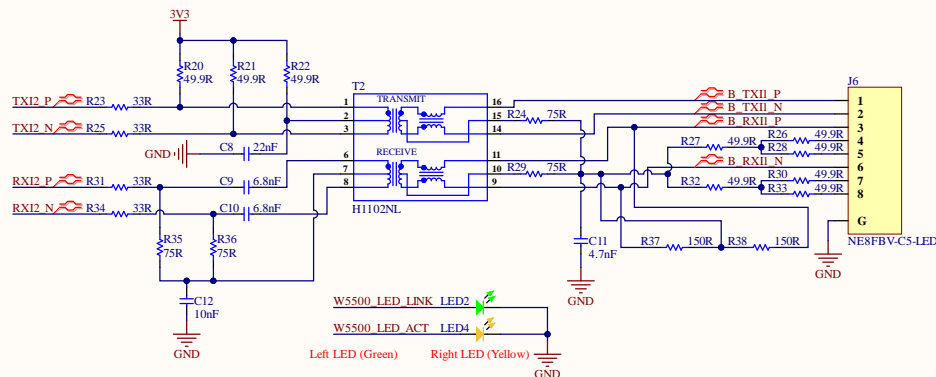 3V3
R20
49.9R
R21
49.9R
R22
49.9R
TXI2_P
R23
33R
TXI2_N
R25
33R
C8
22nF
GND
RXI2_P
R31
33R
C9
6.8nF
RXI2_N
R34
33R
C10
6.8nF
R35
75R
R36
75R
C12
10nF
GND
T2
TRANSMIT
RECEIVE
1
2
3
6
7
8
16
15
14
11
10
9
H1102NL
R24
75R
R29
75R
C11
4.7nF
GND
B_TXI1_P
B_TXI1_N
B_RXI1_P
B_RXI1_N
R27
49.9R
R26
49.9R
R28
49.9R
R32
49.9R
R30
49.9R
R33
49.9R
R37
150R
R38
150R
J6
1
2
3
4
5
6
7
8
G
NE8FBV-C5-LED
GND
W5500_LED_LINK
LED2
W5500_LED_ACT
LED4
Left LED (Green)
Right LED (Yellow)
GND